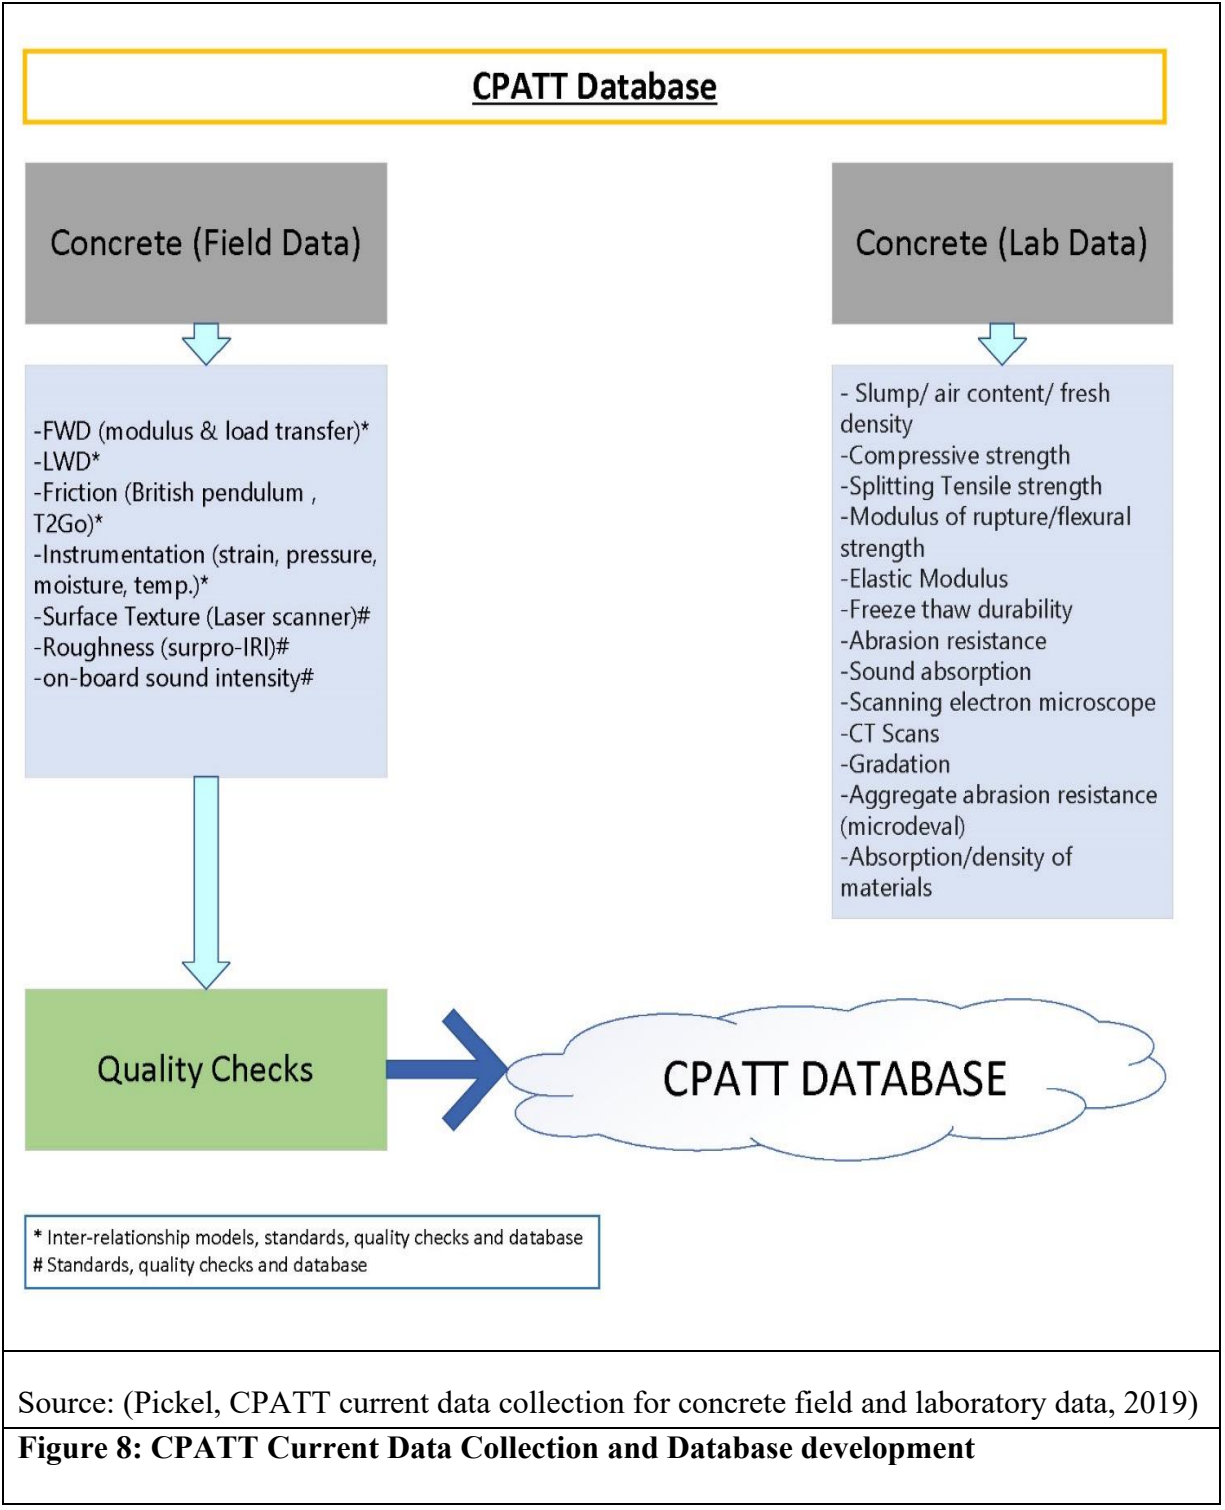 CPATT Database
Concrete (Field Data)
-FWD (modulus & load transfer)*
-LWD*
-Friction (British pendulum ,
T2Go)*
-Instrumentation (strain, pressure,
moisture, temp.)*
-Surface Texture (Laser scanner)#
-Roughness (surpro-IRI)#
-on-board sound intensity#
Concrete (Lab Data)
- Slump/ air content/ fresh
density
-Compressive strength
-Splitting Tensile strength
-Modulus of rupture/flexural
strength
-Elastic Modulus
-Freeze thaw durability
-Abrasion resistance
-Sound absorption
-Scanning electron microscope
-CT Scans
-Gradation
-Aggregate abrasion resistance
(microdeval)
-Absorption/density of
materials
Quality Checks
CPATT DATABASE
* Inter-relationship models, standards, quality checks and database
# Standards, quality checks and database
Source: (Pickel, CPATT current data collection for concrete field and laboratory data, 2019)
Figure 8: CPATT Current Data Collection and Database development